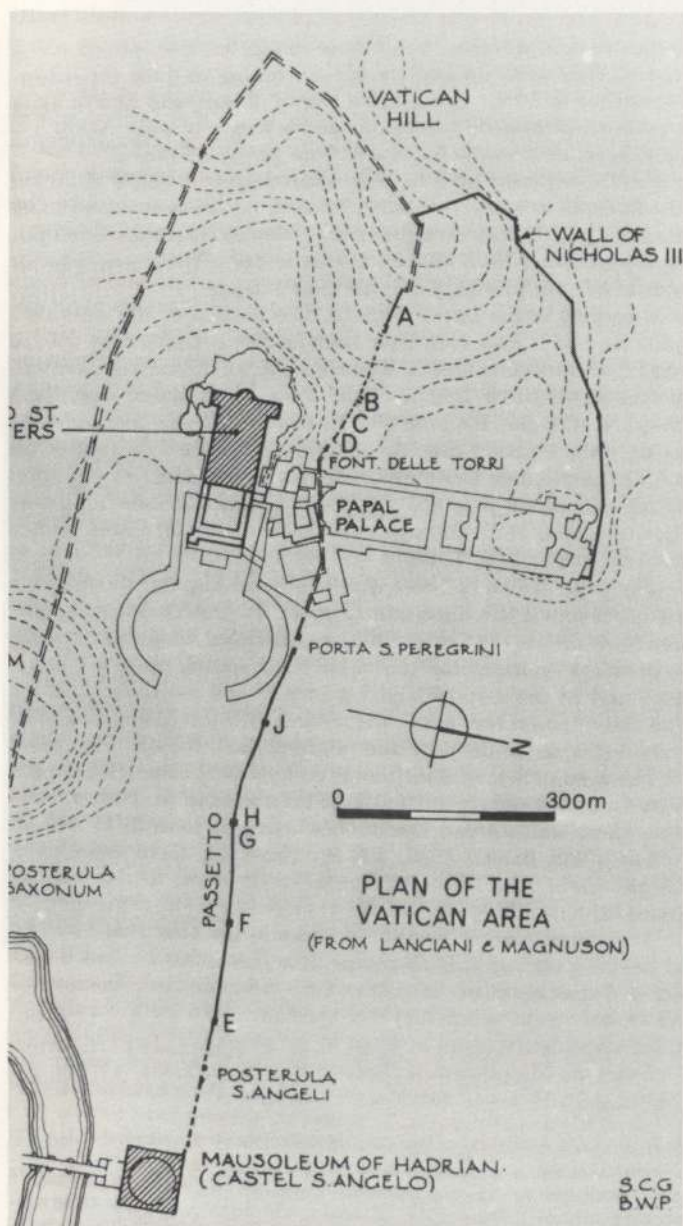 VATICAN
HILL
WALL OF
NICHOLAS III
A
B
C
D
ST.
FONT. DELLE TORRI
PAPAL
PALACE
PORTA S. PEREGRINI
M
J
N
0 300m
H
G
PASSETTO
POSTERULA
SAXONUM
PLAN OF THE
VATICAN AREA
(FROM LANCIANI e MAGNUSON)
F
E
POSTERULA
S. ANGELI
MAUSOLEUM OF HADRIAN.
(CASTEL S. ANGELO)
S.C.G
B.W.P